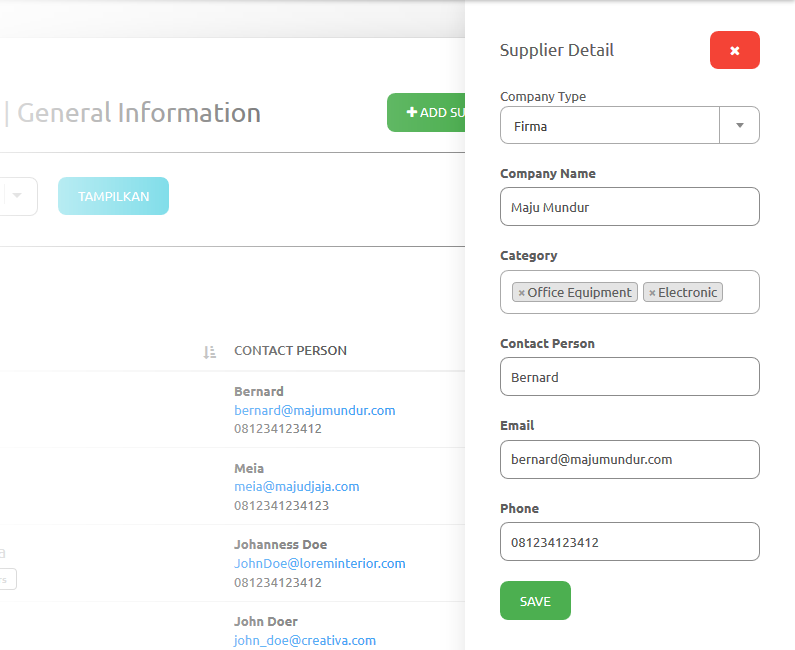 | General Information
ADD SU
TAMPILKAN
CONTACT PERSON
Bernard
bernard@majumundur.com
081234123412
Meia
meia@majudjaja.com
0812341234123
Johanness Doe
JohnDoe@loreminterior.com
081234123412
John Doer
john_doe@creativa.com
Supplier Detail
Company Type
Firma
Company Name
Maju Mundur
Category
× Office Equipment × Electronic
Contact Person
Bernard
Email
bernard@majumundur.com
Phone
081234123412
SAVE